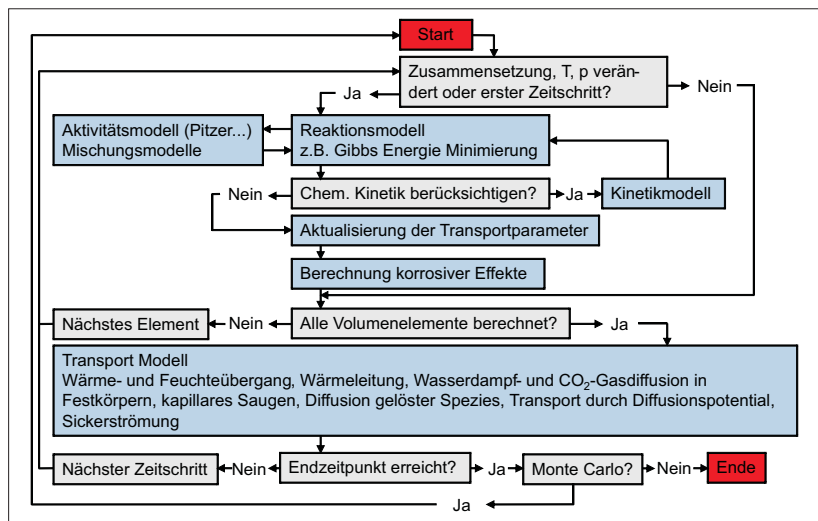 Start
Zusammensetzung, T, p verän-
dert oder erster Zeitschritt?
Nein
Ja
Aktivitätsmodell (Pitzer...)
Mischungsmodelle
Reaktionsmodell
z.B. Gibbs Energie Minimierung
Nein
Chem. Kinetik berücksichtigen?
Ja
Kinetikmodell
Aktualisierung der Transportparameter
Berechnung korrosiver Effekte
Nächstes Element
Nein
Alle Volumenelemente berechnet?
Ja
Transport Modell
Wärme- und Feuchteübergang, Wärmeleitung, Wasserdampf- und CO₂-Gasdiffusion in
Festkörpern, kapillares Saugen, Diffusion gelöster Spezies, Transport durch Diffusionspotential,
Sickerströmung
Nächster Zeitschritt
Nein
Endzeitpunkt erreicht?
Ja
Monte Carlo?
Nein
Ende
Ja